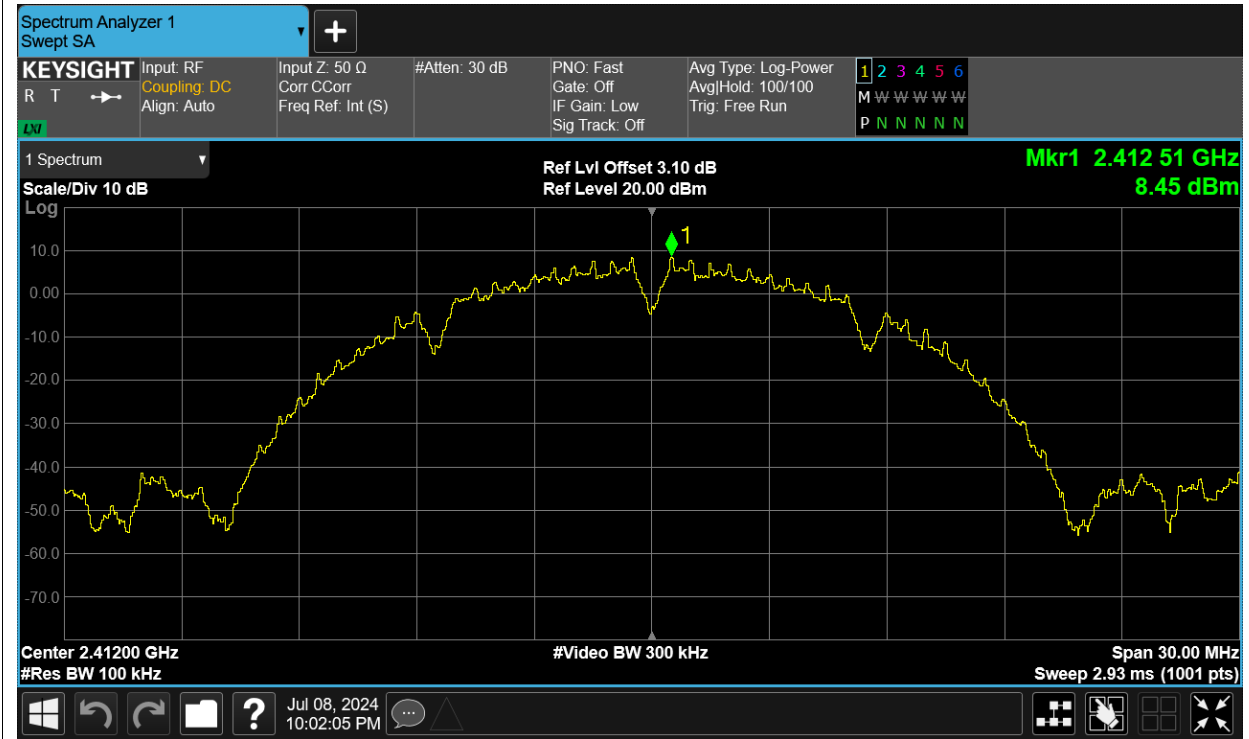 Spectrum Analyzer 1
Swept SA
KEYSIGHT
R T
LXI
Input: RF
Coupling: DC
Align: Auto
Input Z: 50 Ω
Corr CCorr
Freq Ref: Int (S)
#Atten: 30 dB
PNO: Fast
Gate: Off
IF Gain: Low
Sig Track: Off
Avg Type: Log-Power
Avg|Hold: 100/100
Trig: Free Run
1 2 3 4 5 6
M W W W W W
P N N N N N
1 Spectrum
Scale/Div 10 dB
Log
Ref Lvl Offset 3.10 dB
Ref Level 20.00 dBm
Mkr1 2.412 51 GHz
8.45 dBm
1
10.0
0.00
-10.0
-20.0
-30.0
-40.0
-50.0
-60.0
-70.0
Center 2.41200 GHz
#Res BW 100 kHz
#Video BW 300 kHz
Span 30.00 MHz
Sweep 2.93 ms (1001 pts)
?
Jul 08, 2024
10:02:05 PM